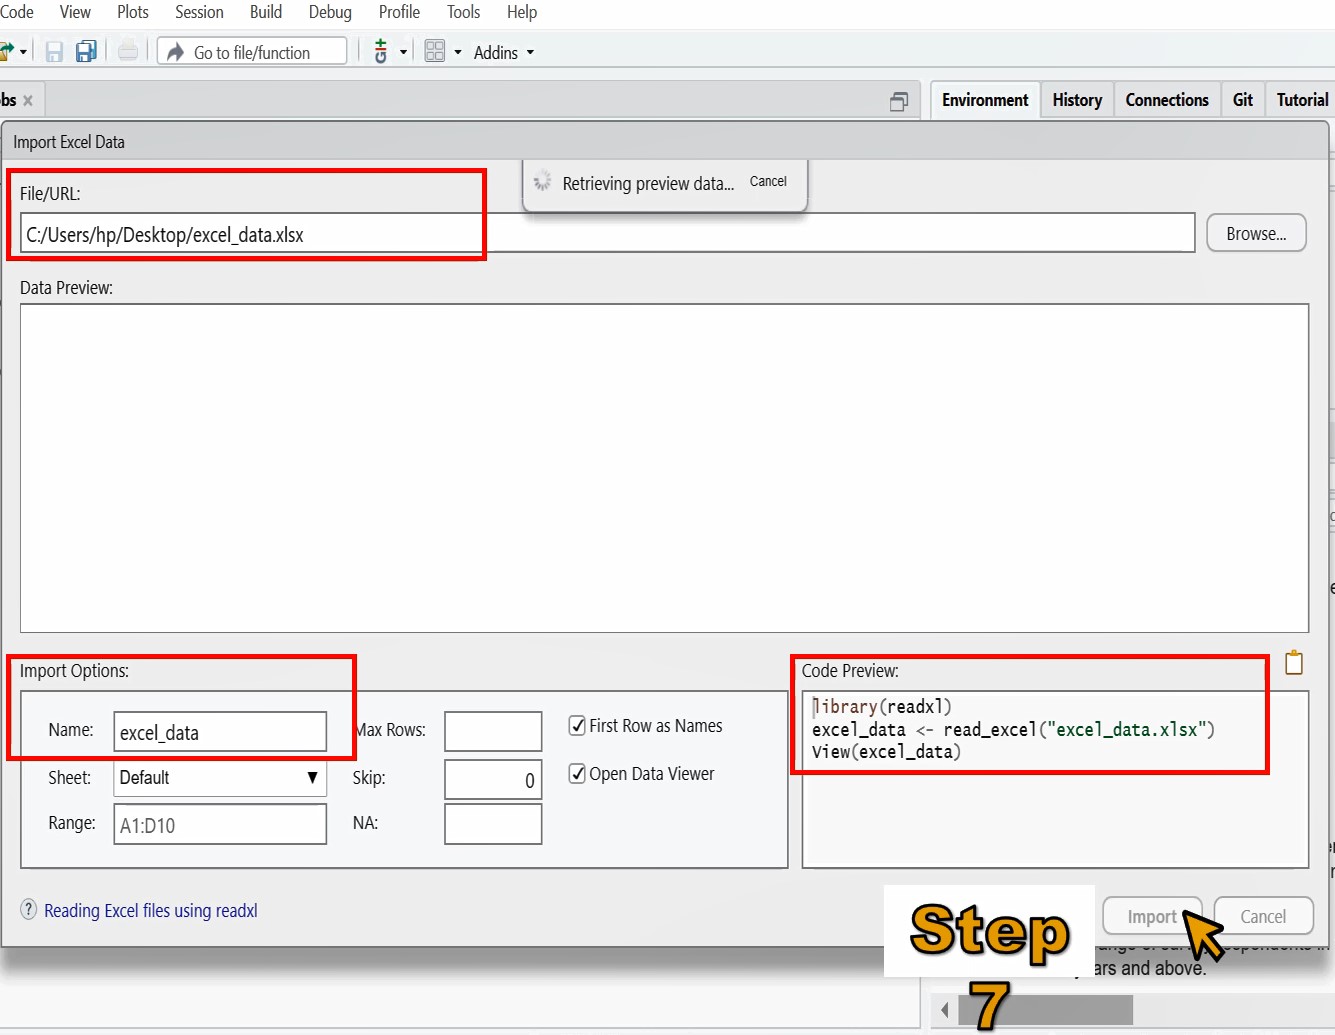 Code View Plots Session Build Debug Profile Tools Help
Go to file/function Addins
Environment History Connections Git Tutorial
Import Excel Data
File/URL:
Retrieving preview data... Cancel
C:/Users/hp/Desktop/excel_data.xlsx
Browse...
Data Preview:
Import Options:
Name: excel_data
Max Rows:
First Row as Names
Sheet: Default
Skip: 0
Open Data Viewer
Range: A1:D10
NA:
Code Preview:
library(readxl)
excel_data <- read_excel("excel_data.xlsx")
View(excel_data)
? Reading Excel files using readxl
Import Cancel
Step
7
and above.